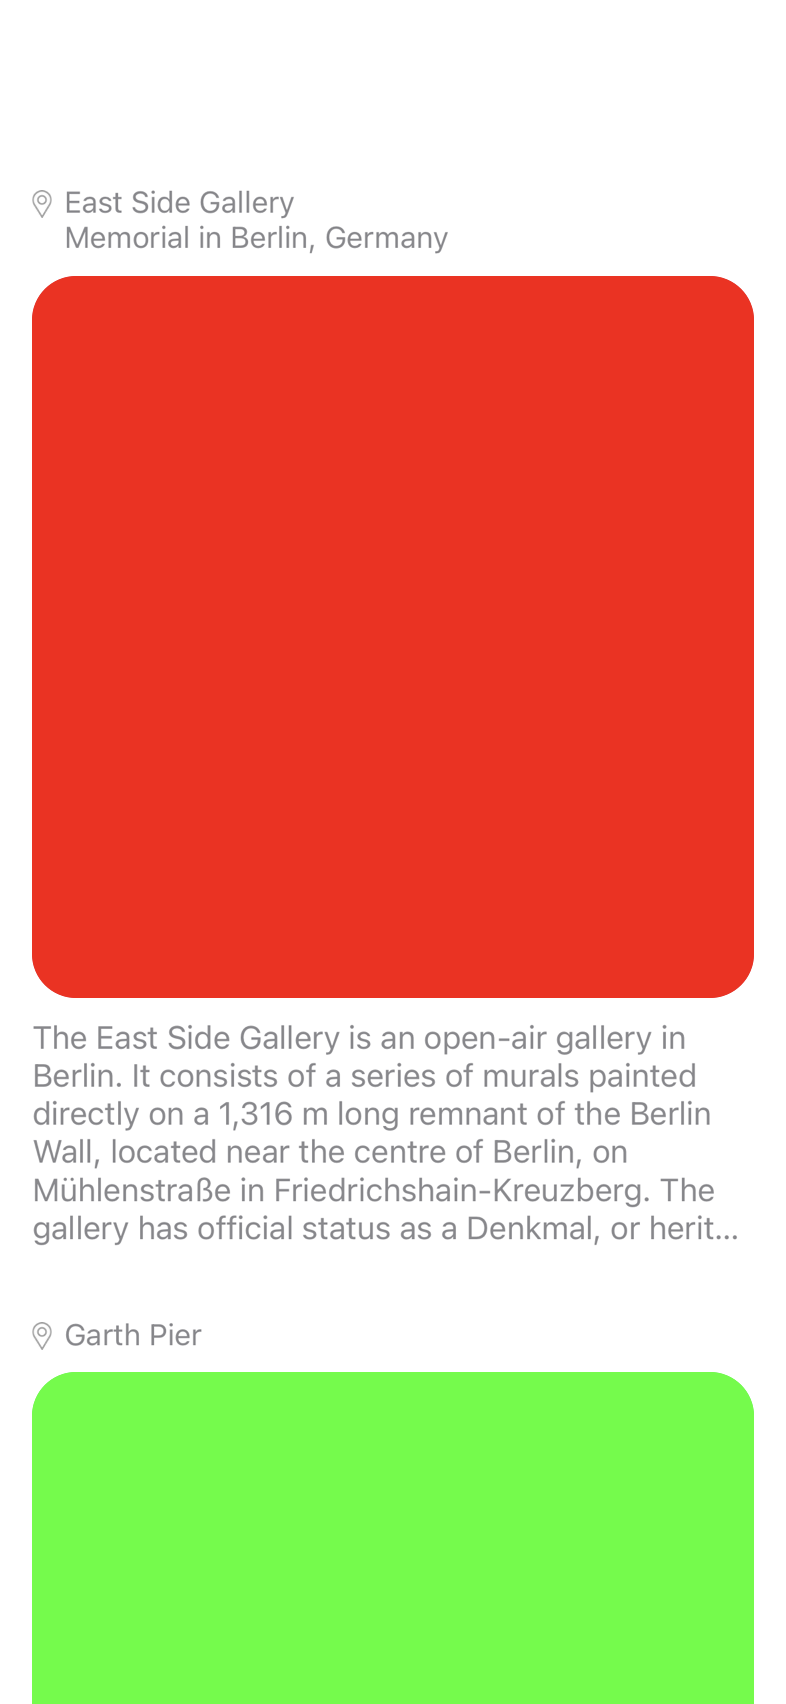 East Side Gallery
Memorial in Berlin, Germany
The East Side Gallery is an open-air gallery in
Berlin. It consists of a series of murals painted
directly on a 1,316 m long remnant of the Berlin
Wall, located near the centre of Berlin, on
Mühlenstraße in Friedrichshain-Kreuzberg. The
gallery has official status as a Denkmal, or herit...
Garth Pier